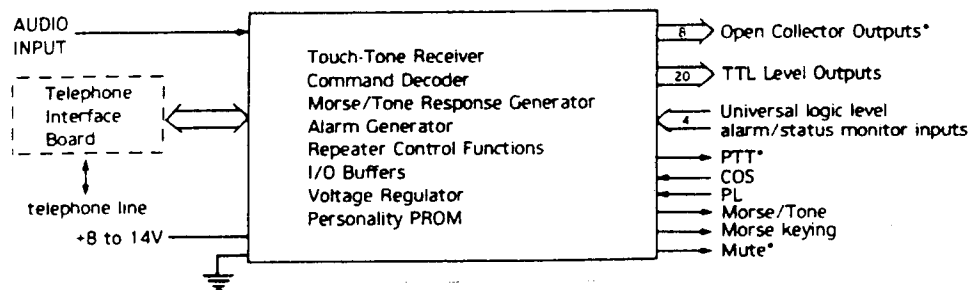 AUDIO
INPUT
Telephone
Interface
Board
telephone line
+8 to 14V
Touch-Tone Receiver
Command Decoder
Morse/Tone Response Generator
Alarm Generator
Repeater Control Functions
I/O Buffers
Voltage Regulator
Personality PROM
8 Open Collector Outputs*
20 TTL Level Outputs
4 Universal logic level
alarm/status monitor inputs
PTT*
COS
PL
Morse/Tone
Morse keying
Mute*